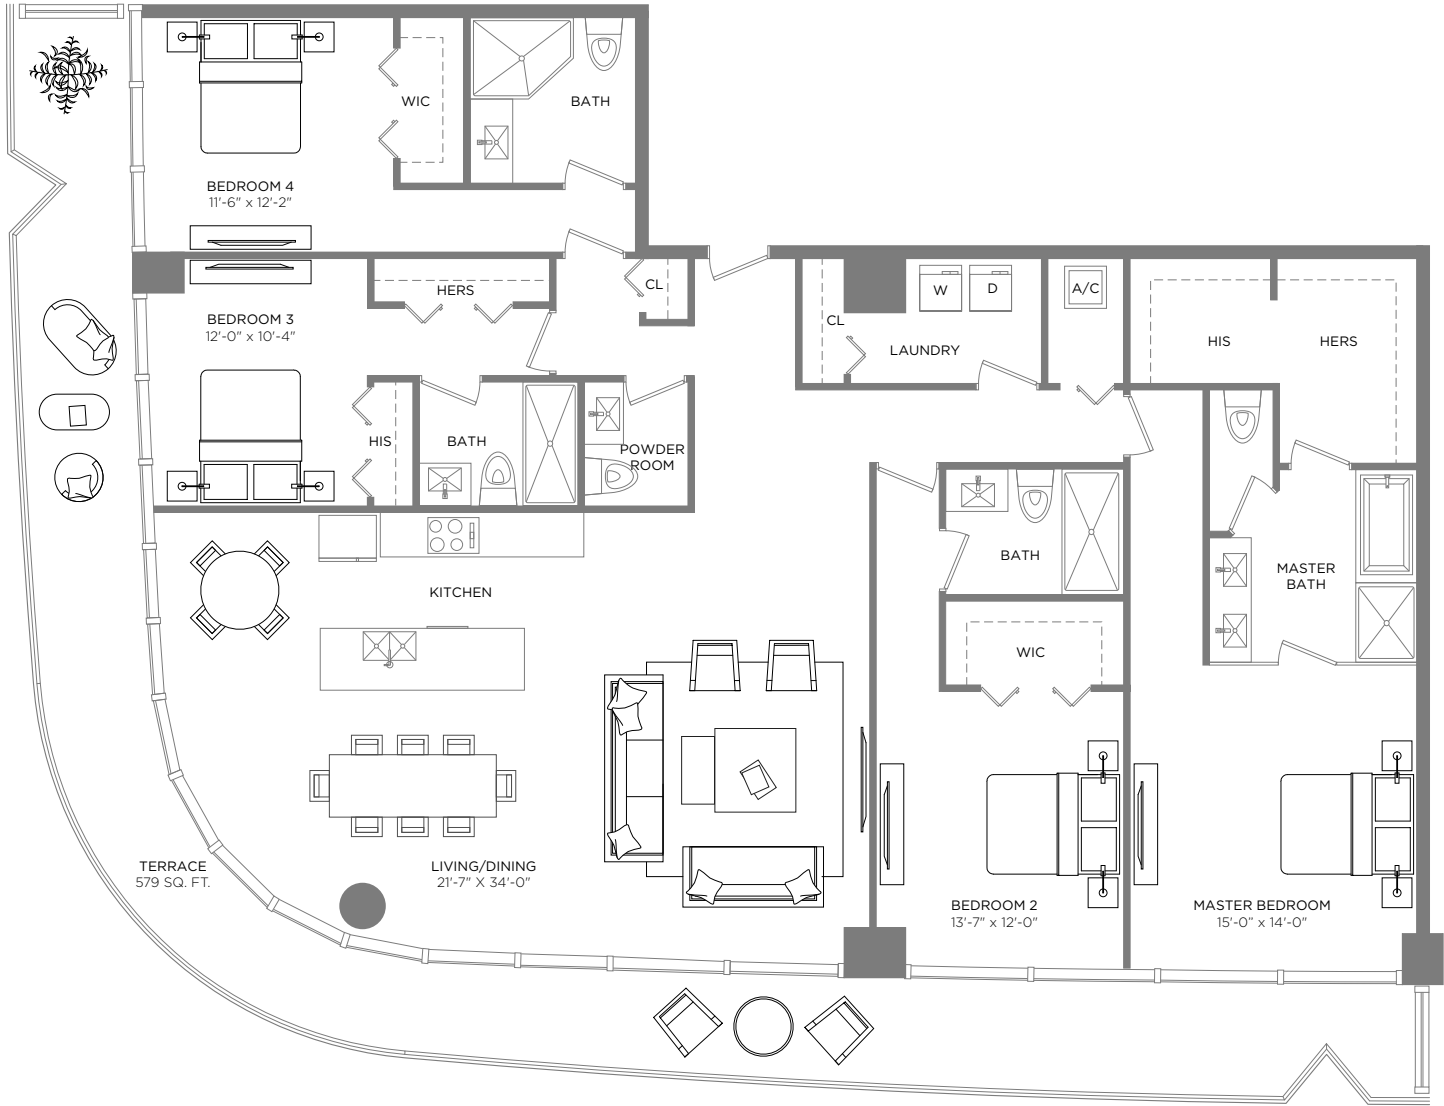 WIC
BATH
BEDROOM 4
11'-6" x 12'-2"
HERS
CL
BEDROOM 3
12'-0" x 10'-4"
W
D
A/C
CL
LAUNDRY
HIS
HERS
HIS
BATH
POWDER
ROOM
KITCHEN
BATH
MASTER
BATH
WIC
TERRACE
579 SQ. FT.
LIVING/DINING
21'-7" X 34'-0"
BEDROOM 2
13'-7" x 12'-0"
MASTER BEDROOM
15'-0" x 14'-0"